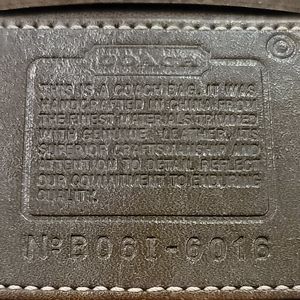 COACH
THIS IS A COACH BAG. IT WAS
HANDCRAFTED IN CHINA FROM
THE FINEST MATERIALS TRIMMED
WITH GENUINE LEATHER. ITS
SUPERIOR CRAFTSMANSHIP AND
ATTENTION TO DETAIL REFLECT
OUR COMMITMENT TO ENDURING
QUALITY.
Nº B06I-6016